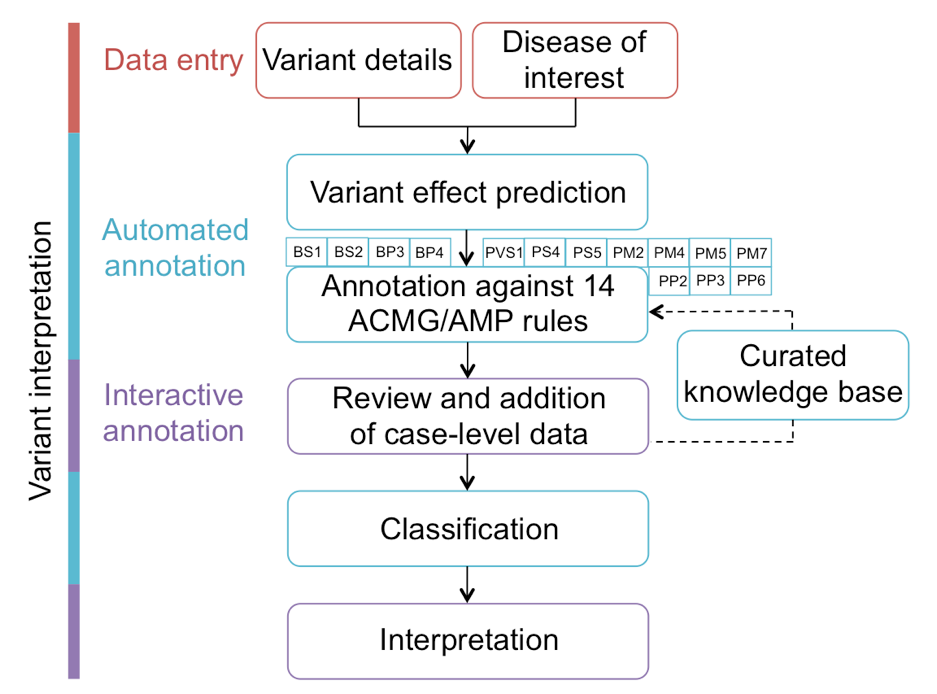 Variant interpretation
Data entry
Variant details
Disease of
interest
Variant effect prediction
Automated
annotation
BS1 BS2 BP3 BP4 PVS1 PS4 PS5 PM2 PM4 PM5 PM7
PP2 PP3 PP6
Annotation against 14
ACMG/AMP rules
Curated
knowledge base
Interactive
annotation
Review and addition
of case-level data
Classification
Interpretation